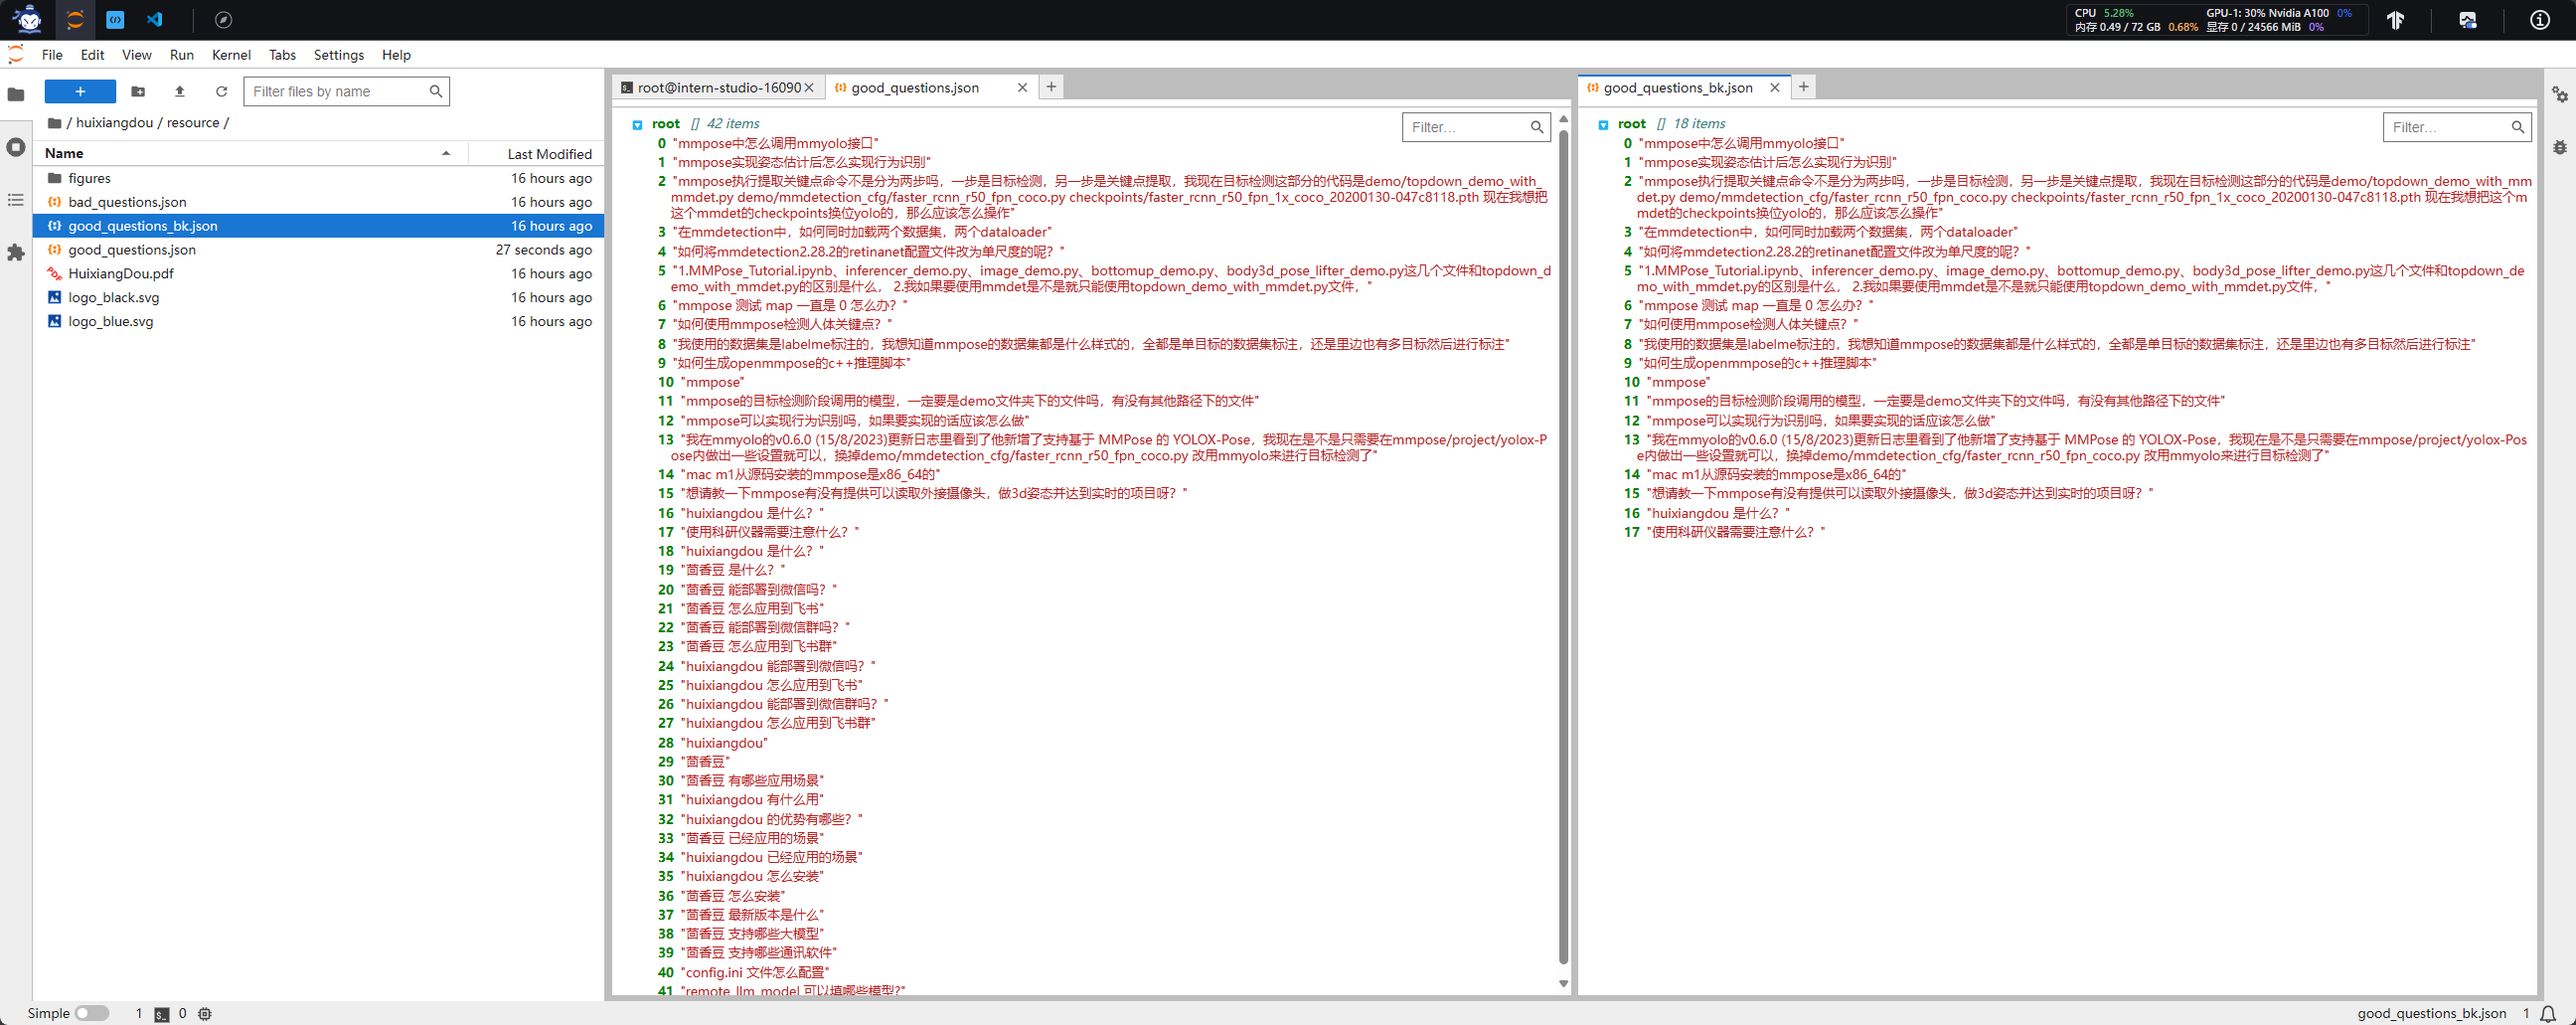 CPU 5.28% GPU-1: 30% Nvidia A100 0%
内存 0.49 / 72 GB 0.68% 显存 0 / 24566 MiB 0%
File Edit View Run Kernel Tabs Settings Help
Filter files by name
/ huixiangdou / resource /
Name Last Modified
figures 16 hours ago
bad_questions.json 16 hours ago
good_questions_bk.json 16 hours ago
good_questions.json 27 seconds ago
HuixiangDou.pdf 16 hours ago
logo_black.svg 16 hours ago
logo_blue.svg 16 hours ago
root@intern-studio-16090 good_questions.json
root [] 42 items
Filter...
0 "mmpose中怎么调用mmyolo接口"
1 "mmpose实现姿态估计后怎么实现行为识别"
2 "mmpose执行提取关键点命令不是分为两步吗，一步是目标检测，另一步是关键点提取，我现在目标检测这部分的代码是demo/topdown_demo_with_
mmdet.py demo/mmdetection_cfg/faster_rcnn_r50_fpn_coco.py checkpoints/faster_rcnn_r50_fpn_1x_coco_20200130-047c8118.pth 现在我想把
这个mmdet的checkpoints换位yolo的，那么应该怎么操作"
3 "在mmdetection中，如何同时加载两个数据集，两个dataloader"
4 "如何将mmdetection2.28.2的retinanet配置文件改为单尺度的呢？"
5 "1.MMPose_Tutorial.ipynb、inferencer_demo.py、image_demo.py、bottomup_demo.py、body3d_pose_lifter_demo.py这几个文件和topdown_d
emo_with_mmdet.py的区别是什么， 2.我如果要使用mmdet是不是就只能使用topdown_demo_with_mmdet.py文件，"
6 "mmpose 测试 map 一直是 0 怎么办？"
7 "如何使用mmpose检测人体关键点？"
8 "我使用的数据集是labelme标注的，我想知道mmpose的数据集都是什么样式的，全都是单目标的数据集标注，还是里边也有多目标然后进行标注"
9 "如何生成openmmpose的c++推理脚本"
10 "mmpose"
11 "mmpose的目标检测阶段调用的模型，一定要是demo文件夹下的文件吗，有没有其他路径下的文件"
12 "mmpose可以实现行为识别吗，如果要实现的话应该怎么做"
13 "我在mmyolo的v0.6.0 (15/8/2023)更新日志里看到了他新增了支持基于 MMPose 的 YOLOX-Pose，我现在是不是只需要在mmpose/project/yolox-P
ose内做出一些设置就可以，换掉demo/mmdetection_cfg/faster_rcnn_r50_fpn_coco.py 改用mmyolo来进行目标检测了"
14 "mac m1从源码安装的mmpose是x86_64的"
15 "想请教一下mmpose有没有提供可以读取外接摄像头，做3d姿态并达到实时的项目呀？"
16 "huixiangdou 是什么？"
17 "使用科研仪器需要注意什么？"
18 "huixiangdou 是什么？"
19 "茴香豆 是什么？"
20 "茴香豆 能部署到微信吗？"
21 "茴香豆 怎么应用到飞书"
22 "茴香豆 能部署到微信群吗？"
23 "茴香豆 怎么应用到飞书群"
24 "huixiangdou 能部署到微信吗？"
25 "huixiangdou 怎么应用到飞书"
26 "huixiangdou 能部署到微信群吗？"
27 "huixiangdou 怎么应用到飞书群"
28 "huixiangdou"
29 "茴香豆"
30 "茴香豆 有哪些应用场景"
31 "huixiangdou 有什么用"
32 "huixiangdou 的优势有哪些？"
33 "茴香豆 已经应用的场景"
34 "huixiangdou 已经应用的场景"
35 "huixiangdou 怎么安装"
36 "茴香豆 怎么安装"
37 "茴香豆 最新版本是什么"
38 "茴香豆 支持哪些大模型"
39 "茴香豆 支持哪些通讯软件"
40 "config.ini 文件怎么配置"
41 "remote_llm_model 可以填哪些模型?"
good_questions_bk.json
root [] 18 items
Filter...
0 "mmpose中怎么调用mmyolo接口"
1 "mmpose实现姿态估计后怎么实现行为识别"
2 "mmpose执行提取关键点命令不是分为两步吗，一步是目标检测，另一步是关键点提取，我现在目标检测这部分的代码是demo/topdown_demo_with_mm
det.py demo/mmdetection_cfg/faster_rcnn_r50_fpn_coco.py checkpoints/faster_rcnn_r50_fpn_1x_coco_20200130-047c8118.pth 现在我想把这个m
mdet的checkpoints换位yolo的，那么应该怎么操作"
3 "在mmdetection中，如何同时加载两个数据集，两个dataloader"
4 "如何将mmdetection2.28.2的retinanet配置文件改为单尺度的呢？"
5 "1.MMPose_Tutorial.ipynb、inferencer_demo.py、image_demo.py、bottomup_demo.py、body3d_pose_lifter_demo.py这几个文件和topdown_de
mo_with_mmdet.py的区别是什么， 2.我如果要使用mmdet是不是就只能使用topdown_demo_with_mmdet.py文件，"
6 "mmpose 测试 map 一直是 0 怎么办？"
7 "如何使用mmpose检测人体关键点？"
8 "我使用的数据集是labelme标注的，我想知道mmpose的数据集都是什么样式的，全都是单目标的数据集标注，还是里边也有多目标然后进行标注"
9 "如何生成openmmpose的c++推理脚本"
10 "mmpose"
11 "mmpose的目标检测阶段调用的模型，一定要是demo文件夹下的文件吗，有没有其他路径下的文件"
12 "mmpose可以实现行为识别吗，如果要实现的话应该怎么做"
13 "我在mmyolo的v0.6.0 (15/8/2023)更新日志里看到了他新增了支持基于 MMPose 的 YOLOX-Pose，我现在是不是只需要在mmpose/project/yolox-Po
se内做出一些设置就可以，换掉demo/mmdetection_cfg/faster_rcnn_r50_fpn_coco.py 改用mmyolo来进行目标检测了"
14 "mac m1从源码安装的mmpose是x86_64的"
15 "想请教一下mmpose有没有提供可以读取外接摄像头，做3d姿态并达到实时的项目呀？"
16 "huixiangdou 是什么？"
17 "使用科研仪器需要注意什么？"
Simple 1 0 good_questions_bk.json 1